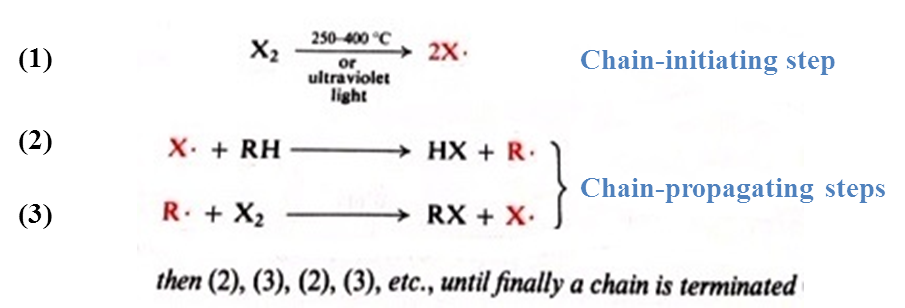 (1) X₂ 250–400 °C → 2X· Chain-initiating step
or
ultraviolet
light
(2) X· + RH → HX + R·
Chain-propagating steps
(3) R· + X₂ → RX + X·
then (2), (3), (2), (3), etc., until finally a chain is terminated